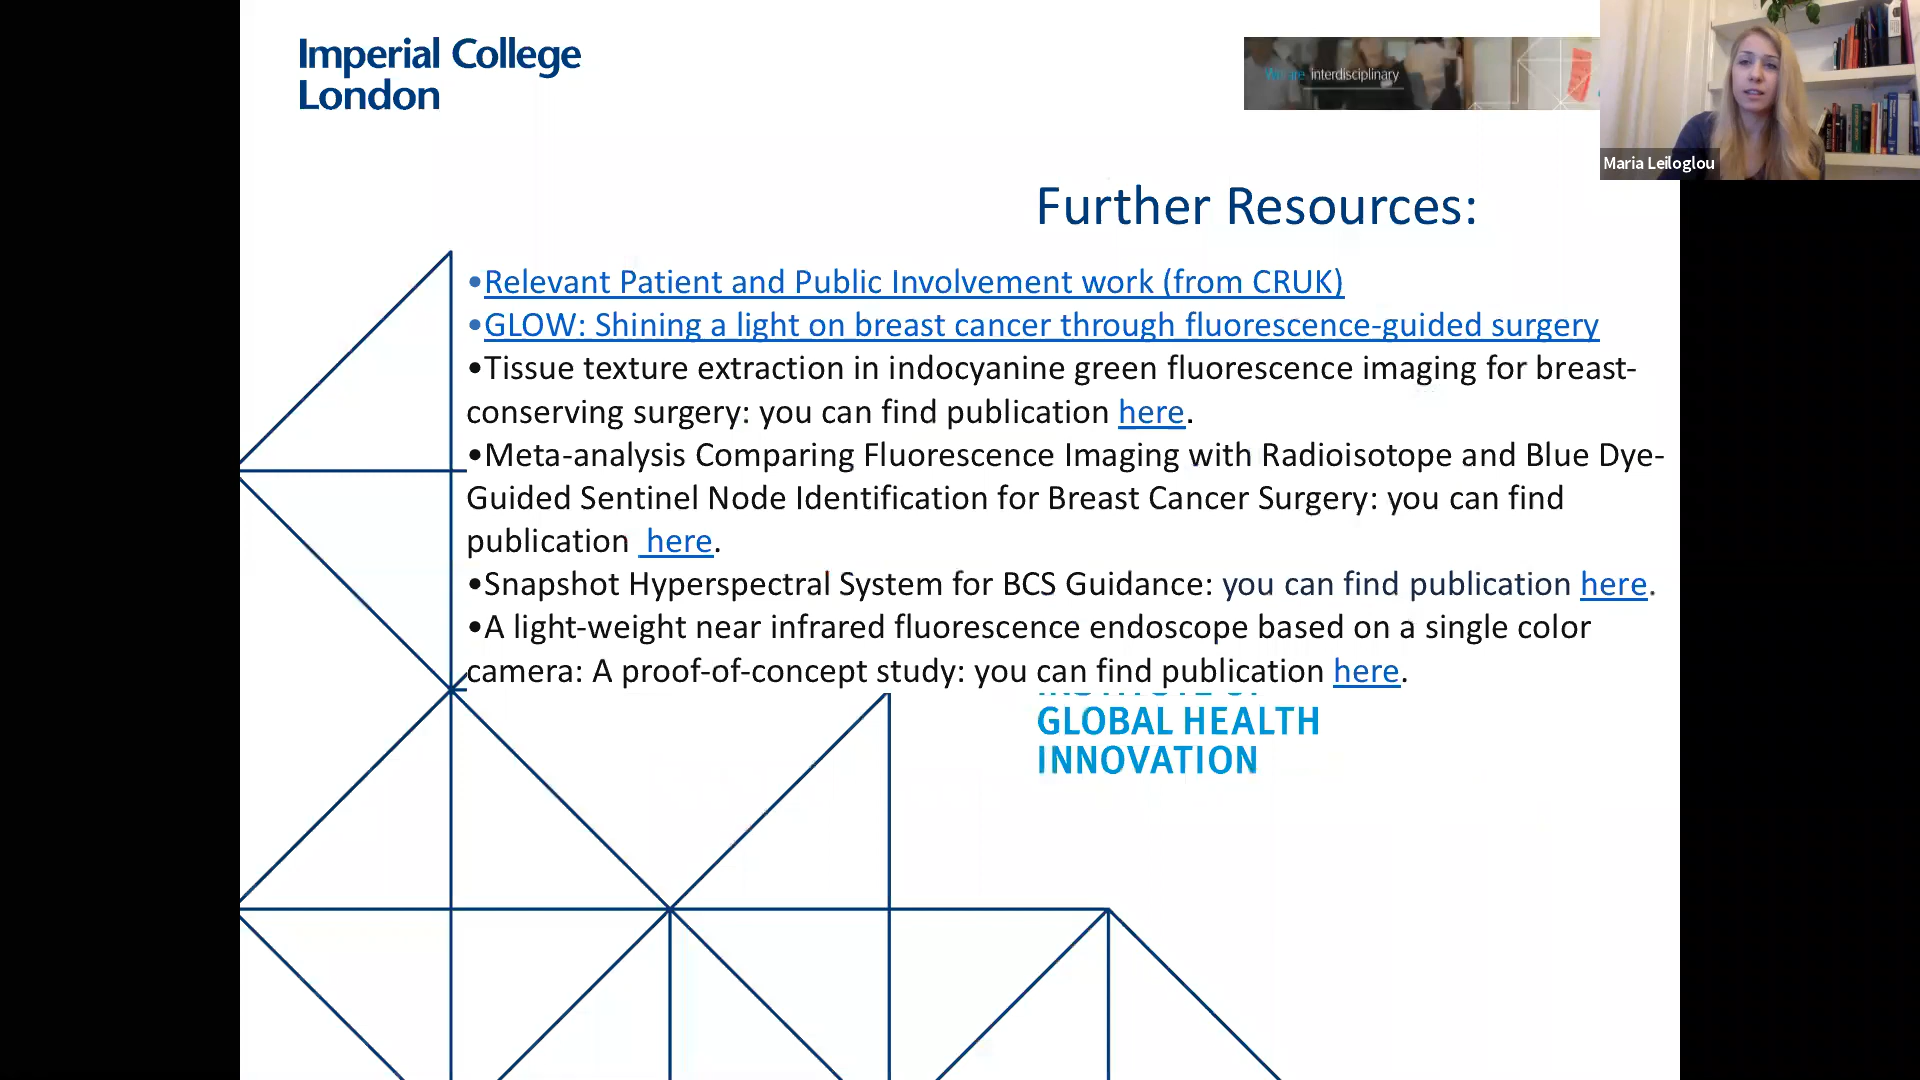 Imperial College
London
We are interdisciplinary
Maria Leiloglou
Further Resources:
•Relevant Patient and Public Involvement work (from CRUK)
•GLOW: Shining a light on breast cancer through fluorescence-guided surgery
•Tissue texture extraction in indocyanine green fluorescence imaging for breast-
conserving surgery: you can find publication here.
•Meta-analysis Comparing Fluorescence Imaging with Radioisotope and Blue Dye-
Guided Sentinel Node Identification for Breast Cancer Surgery: you can find
publication here.
•Snapshot Hyperspectral System for BCS Guidance: you can find publication here.
•A light-weight near infrared fluorescence endoscope based on a single color
camera: A proof-of-concept study: you can find publication here.
GLOBAL HEALTH
INNOVATION